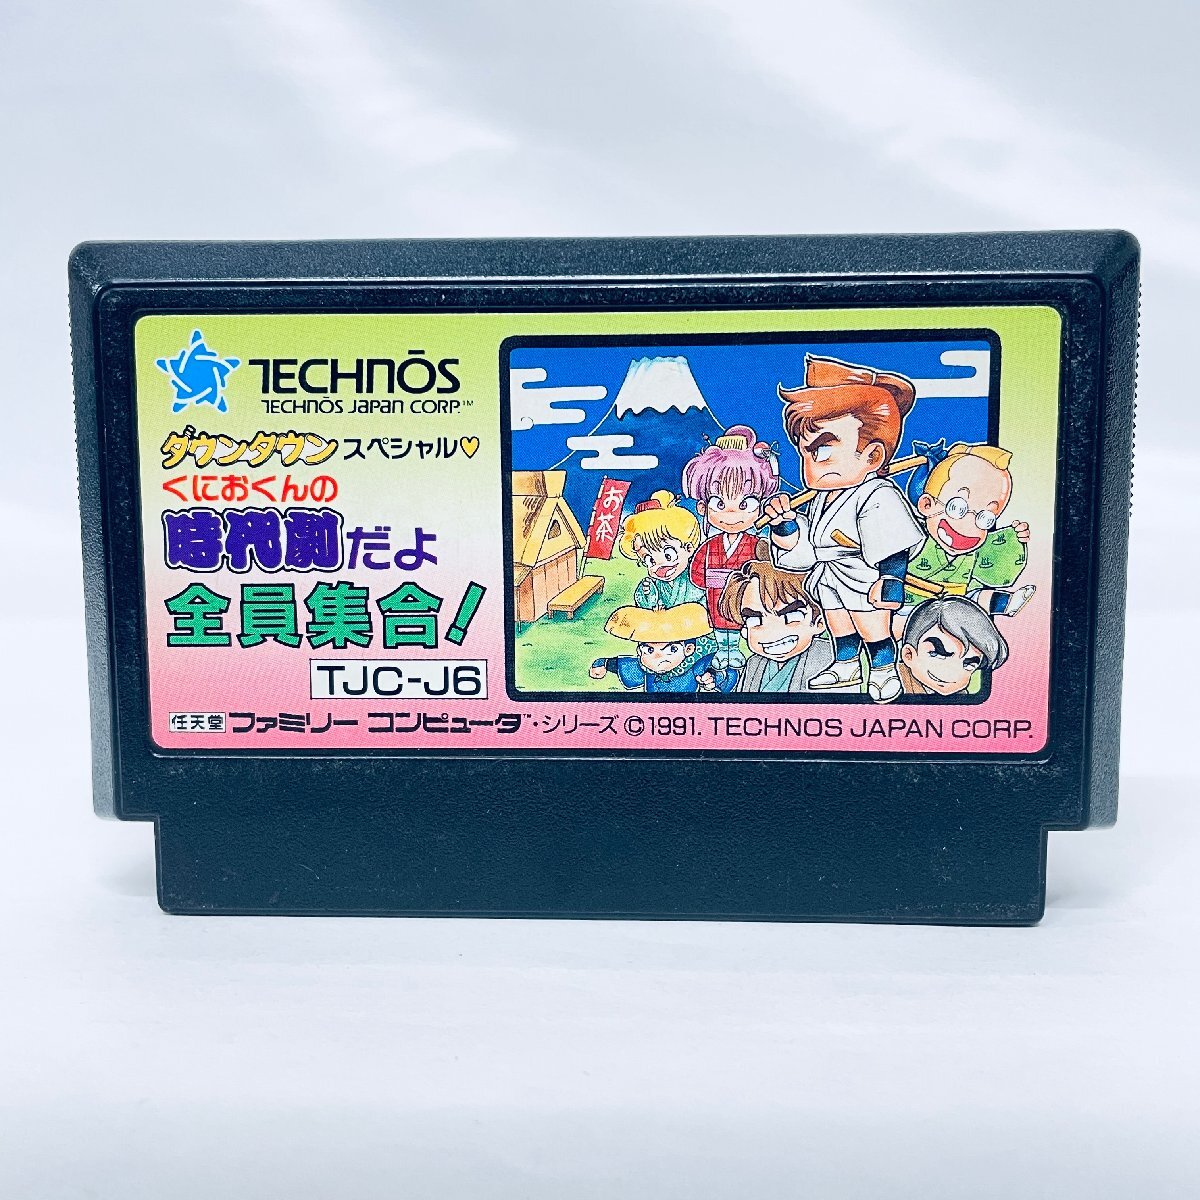 TECHNŌS
TECHNŌS JAPAN CORP.™
ダウンタウンスペシャル♥
くにおくんの
時代劇だよ
全員集合!
TJC-J6
お茶
任天堂 ファミリー コンピュータ™・シリーズ ©1991. TECHNOS JAPAN CORP.